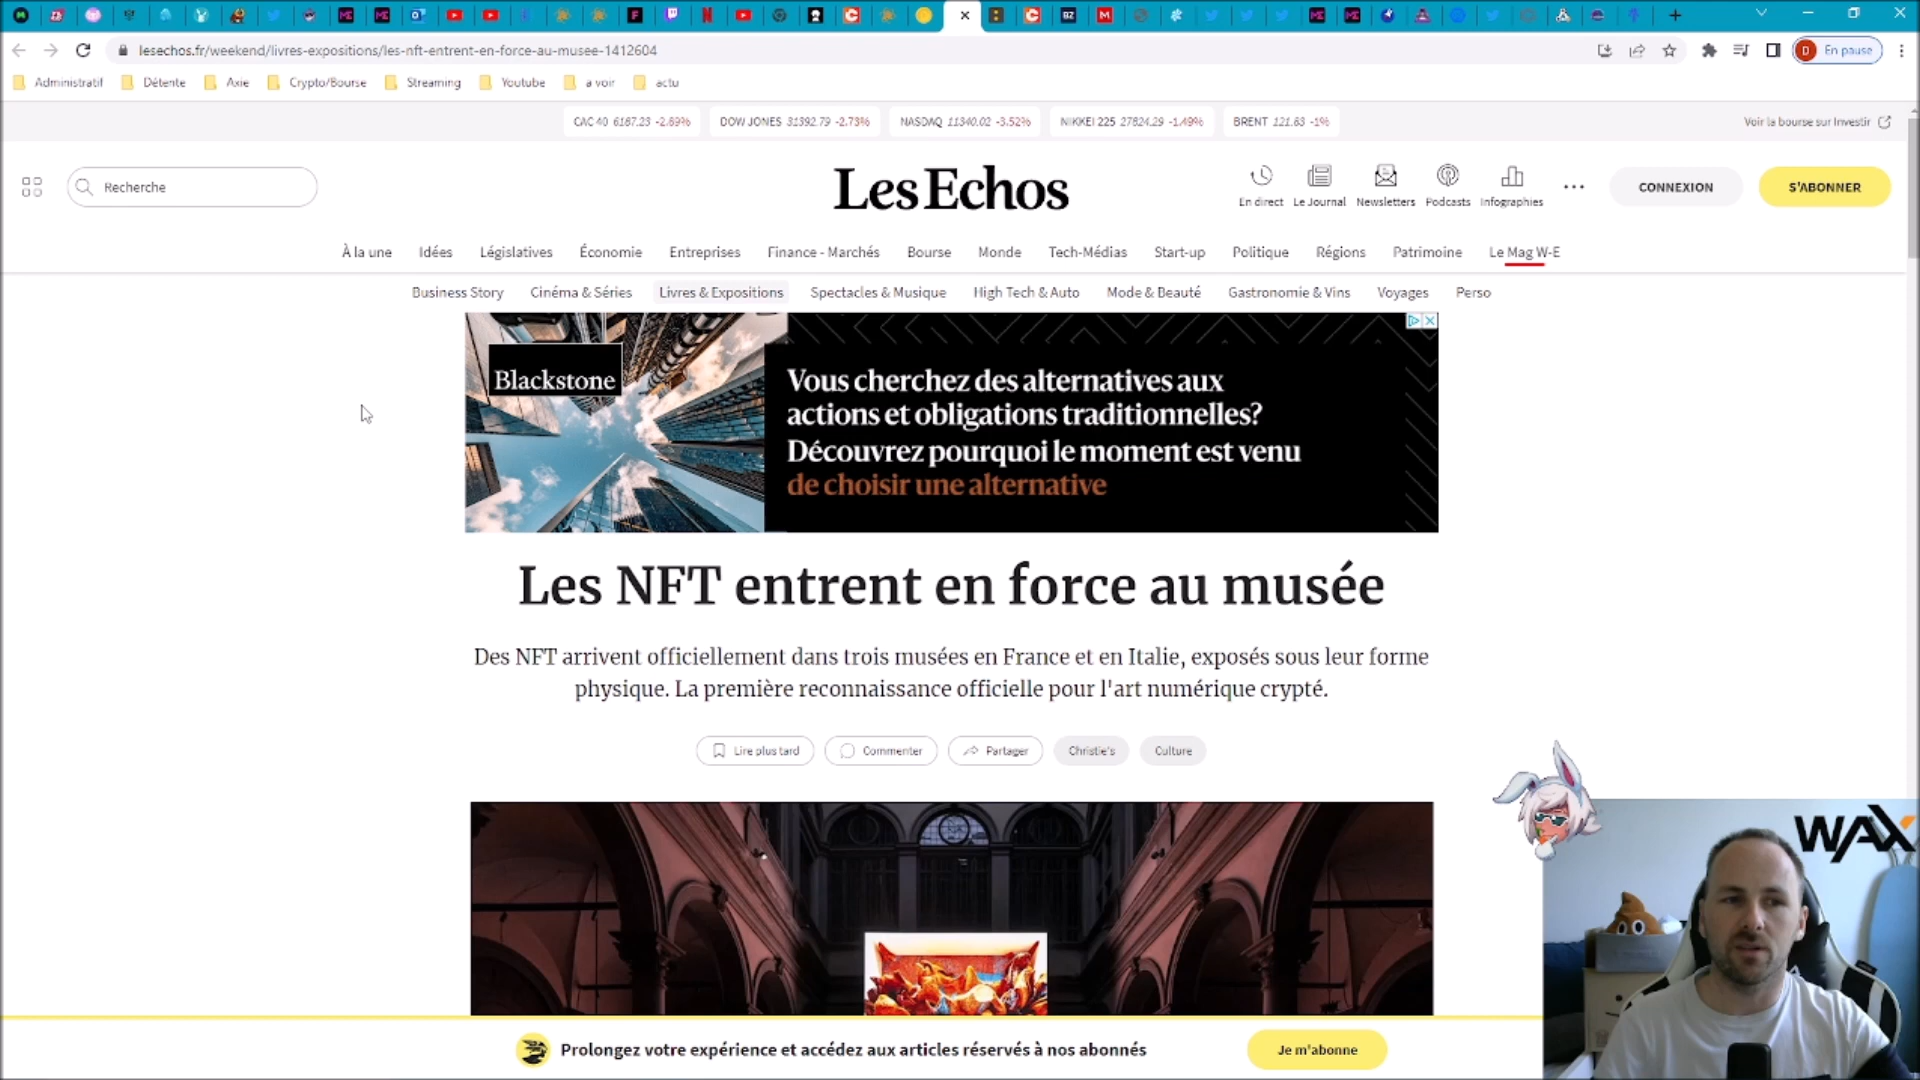 lesechos.fr/weekend/livres-expositions/les-nft-entrent-en-force-au-musee-1412604
D En pause
Administratif Détente Axie Crypto/Bourse Streaming Youtube a voir actu
CAC 40 6187.23 -2.69% DOW JONES 31392.79 -2.73% NASDAQ 11340.02 -3.52% NIKKEI 225 27824.29 -1.49% BRENT 121.63 -1% Voir la bourse sur Investir
Recherche
Les Echos
En direct Le Journal Newsletters Podcasts Infographies
CONNEXION
S'ABONNER
À la une Idées Législatives Économie Entreprises Finance - Marchés Bourse Monde Tech-Médias Start-up Politique Régions Patrimoine Le Mag W-E
Business Story Cinéma & Séries Livres & Expositions Spectacles & Musique High Tech & Auto Mode & Beauté Gastronomie & Vins Voyages Perso
Blackstone
Vous cherchez des alternatives aux
actions et obligations traditionnelles?
Découvrez pourquoi le moment est venu
de choisir une alternative
Les NFT entrent en force au musée
Des NFT arrivent officiellement dans trois musées en France et en Italie, exposés sous leur forme
physique. La première reconnaissance officielle pour l'art numérique crypté.
Lire plus tard Commenter Partager Christie's Culture
WAX
Prolongez votre expérience et accédez aux articles réservés à nos abonnés
Je m'abonne